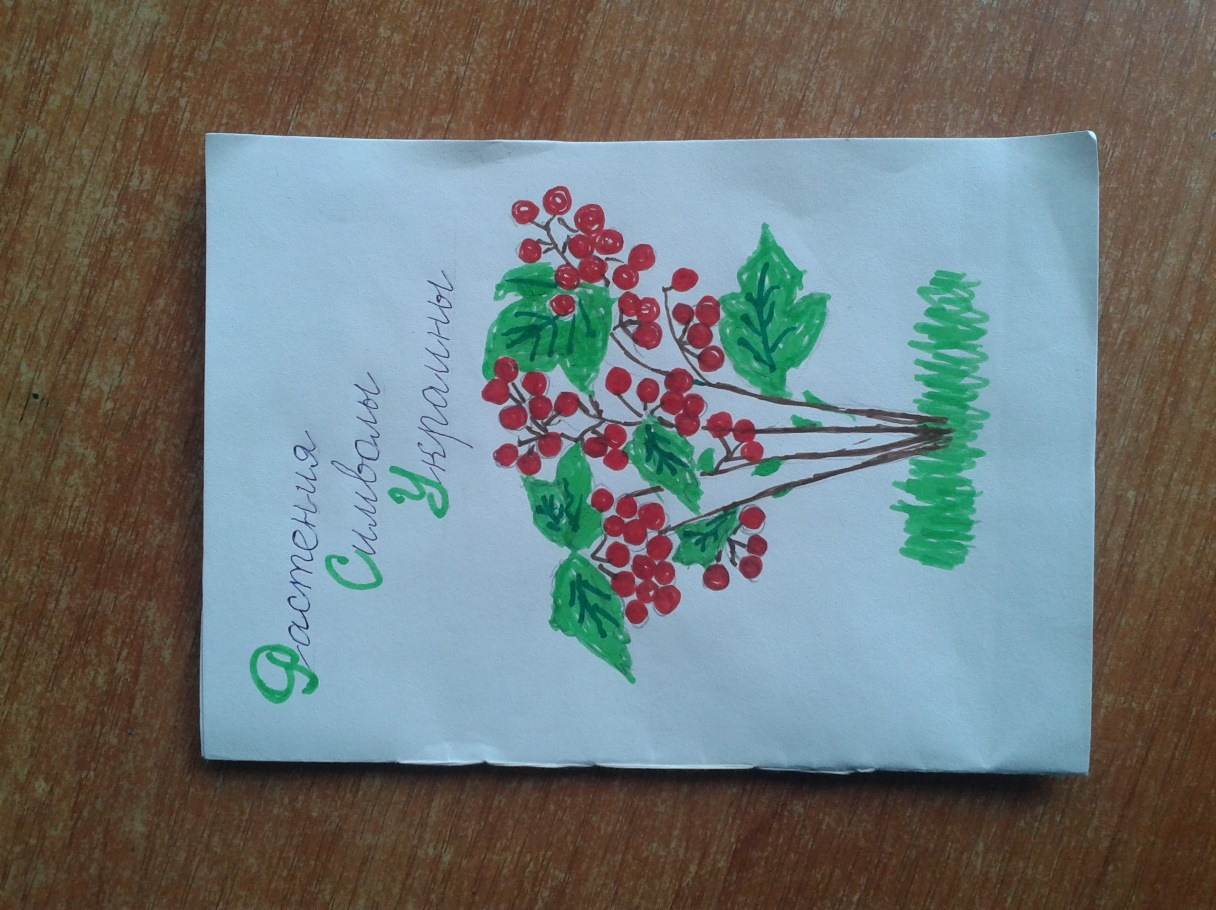 Растения
Символы
Украины